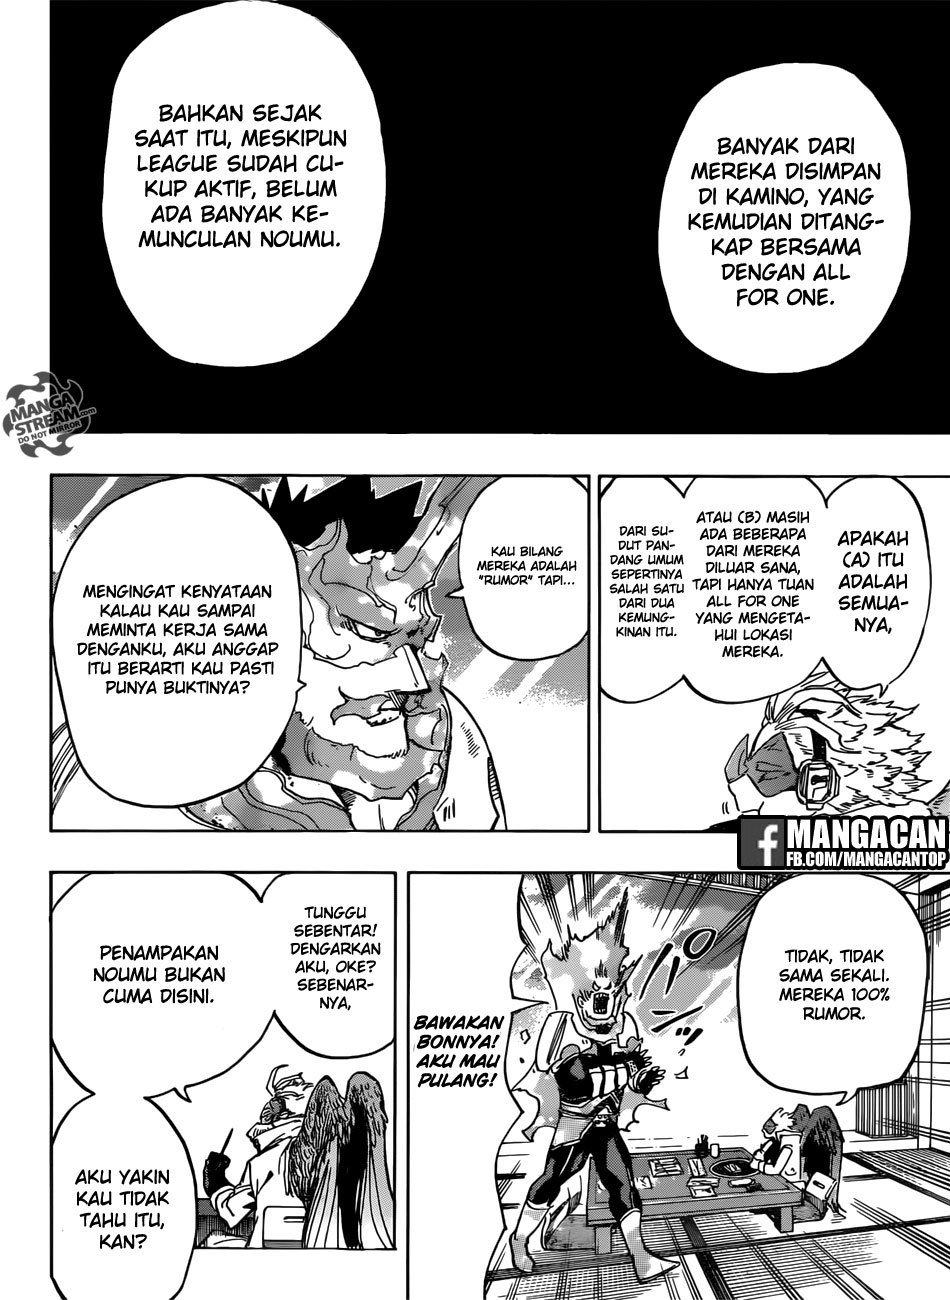 BANYAK DARI
MEREKA DISIMPAN
DI KAMINO, YANG
KEMUDIAN DITANG-
KAP BERSAMA
DENGAN ALL
FOR ONE.
BAHKAN SEJAK
SAAT ITU, MESKIPUN
LEAGUE SUDAH CU-
KUP AKTIF, BELUM
ADA BANYAK KE-
MUNCULAN NOUMU.
MANGA
STREAM.com
DO NOT MIRROR
APAKAH
(A) ITU
ADALAH
SEMUA-
NYA,
ATAU (B) MASIH
ADA BEBERAPA
DARI MEREKA
DILUAR SANA,
TAPI HANYA TUAN
ALL FOR ONE
YANG MENGETA-
HUI LOKASI
MEREKA.
DARI SU-
DUT PAN-
DANG UMUM
SEPERTINYA
SALAH SATU
DARI DUA
KEMUNG-
KINAN ITU.
KAU BILANG
MEREKA ADALAH
"RUMOR" TAPI...
MENGINGAT KENYATAAN
KALAU KAU SAMPAI
MEMINTA KERJA SAMA
DENGANKU, AKU ANGGAP
ITU BERARTI KAU PASTI
PUNYA BUKTINYA?
MANGACAN
FB.COM/MANGACANTOP
TIDAK, TIDAK
SAMA SEKALI.
MEREKA 100%
RUMOR.
BAWAKAN
BONNYA!
AKU MAU
PULANG!
TUNGGU
SEBENTAR!
DENGARKAN
AKU, OKE?
SEBENAR-
NYA,
PENAMPAKAN
NOUMU BUKAN
CUMA DISINI.
AKU YAKIN
KAU TIDAK
TAHU ITU,
KAN?